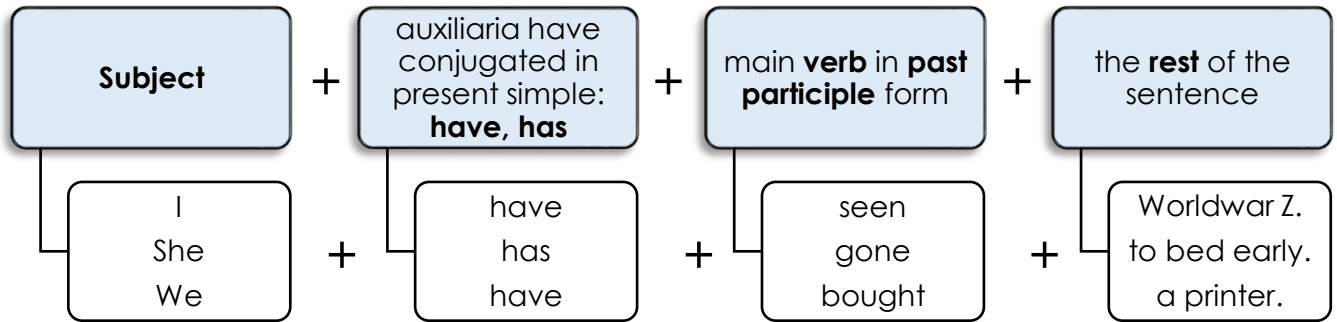 Subject
+
auxiliaria have
conjugated in
present simple:
have, has
+
main verb in past
participle form
+
the rest of the
sentence
I
She
We
+
have
has
have
+
seen
gone
bought
+
Worldwar Z.
to bed early.
a printer.